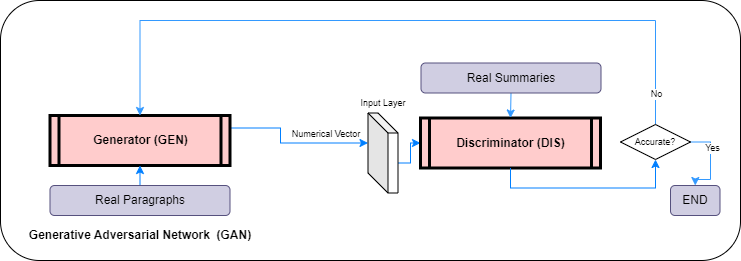 Real Summaries
No
Input Layer
Generator (GEN)
Numerical Vector
Discriminator (DIS)
Accurate?
Yes
Real Paragraphs
END
Generative Adversarial Network (GAN)